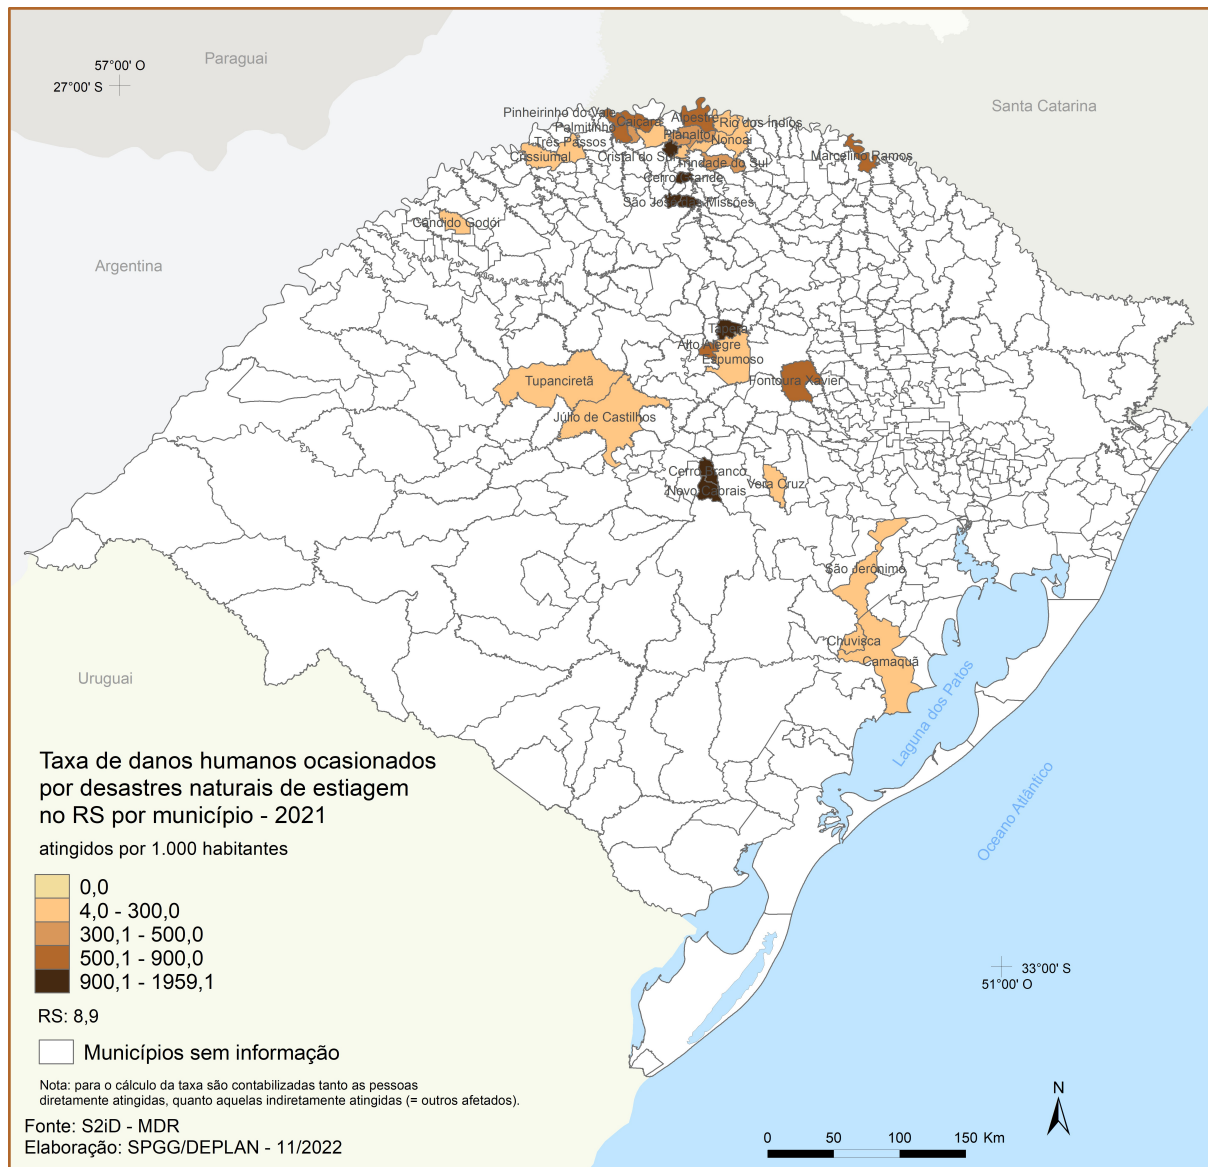 Paraguai
57°00' O
27°00' S
Santa Catarina
Pinheirinho do Vale
Caiçara
Alpestre
Rio dos Índios
Palmitinho
Planalto
Nonoai
Três Passos
Crissiumal
Cristal do Sul
Trindade do Sul
Marcelino Ramos
Cerro Grande
São José das Missões
Cândido Godói
Argentina
Tapera
Alto Alegre
Espumoso
Tupanciretã
Fontoura Xavier
Júlio de Castilhos
Cerro Branco
Vera Cruz
Novo Cabrais
São Jerônimo
Chuvisca
Camaquã
Uruguai
Laguna dos Patos
Oceano Atlântico
Taxa de danos humanos ocasionados
por desastres naturais de estiagem
no RS por município - 2021
atingidos por 1.000 habitantes
0,0
4,0 - 300,0
300,1 - 500,0
500,1 - 900,0
900,1 - 1959,1
RS: 8,9
Municípios sem informação
Nota: para o cálculo da taxa são contabilizadas tanto as pessoas
diretamente atingidas, quanto aquelas indiretamente atingidas (= outros afetados).
Fonte: S2iD - MDR
Elaboração: SPGG/DEPLAN - 11/2022
33°00' S
51°00' O
N
0 50 100 150 Km